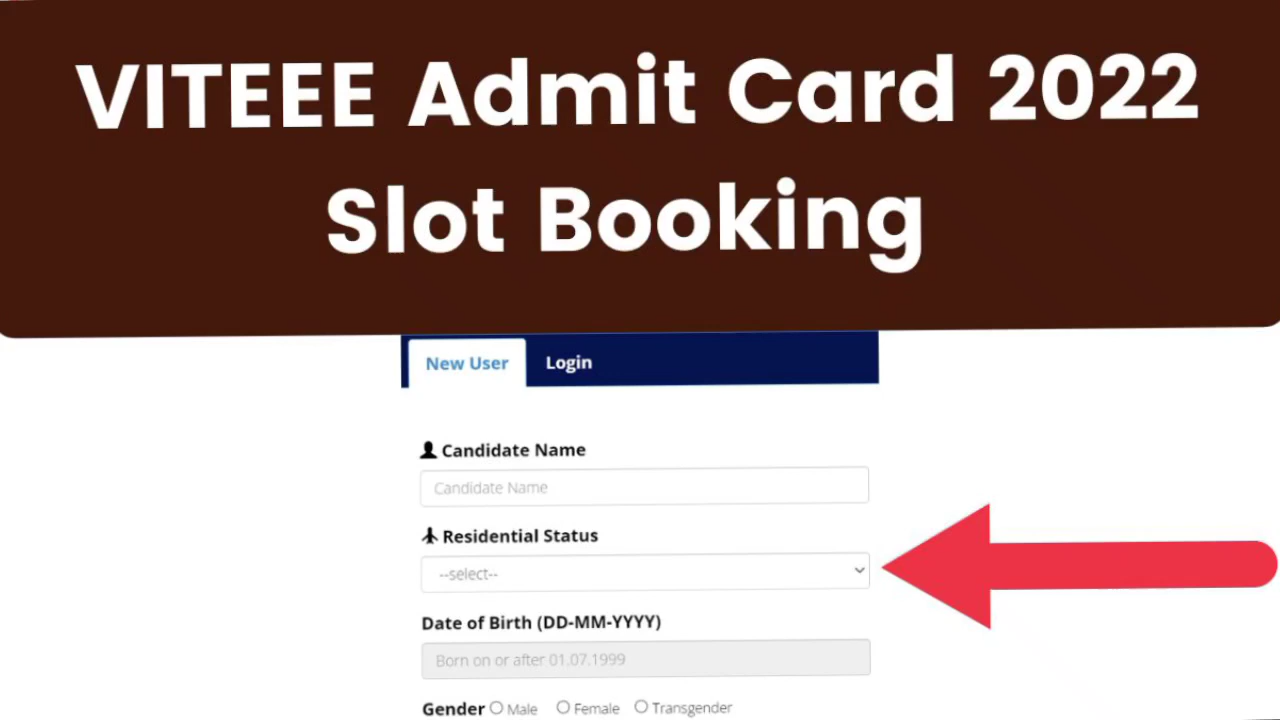 VITEEE Admit Card 2022
Slot Booking
New User Login
Candidate Name
Candidate Name
Residential Status
--select--
Date of Birth (DD-MM-YYYY)
Born on or after 01.07.1999
Gender Male Female Transgender